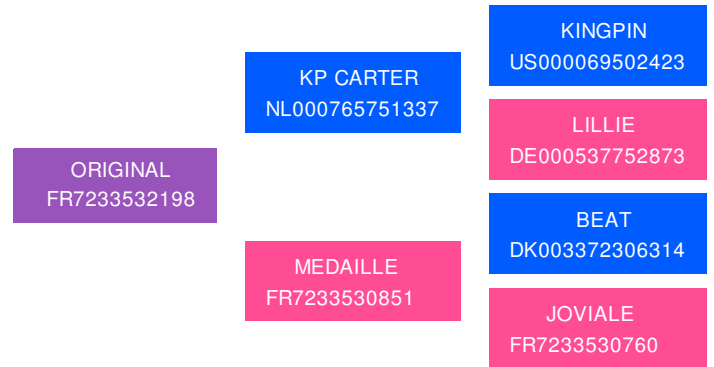 KINGPIN
US000069502423
KP CARTER
NL000765751337
LILLIE
DE000537752873
ORIGINAL
FR7233532198
BEAT
DK003372306314
MEDAILLE
FR7233530851
JOVIALE
FR7233530760